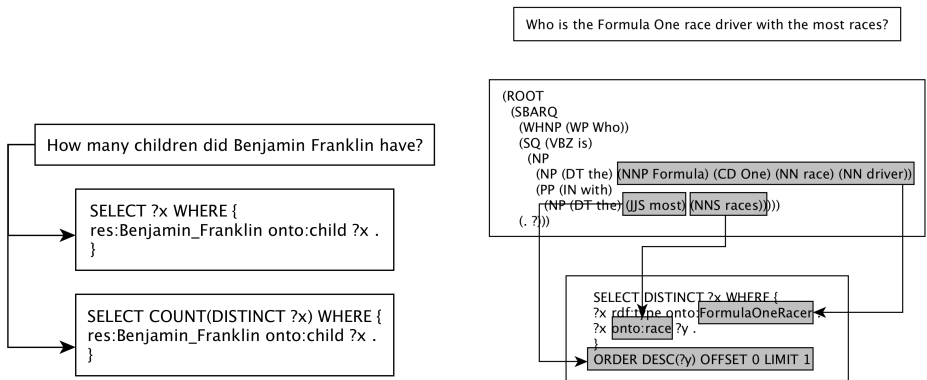 How many children did Benjamin Franklin have?
SELECT ?x WHERE {
res:Benjamin_Franklin onto:child ?x .
}
SELECT COUNT(DISTINCT ?x) WHERE {
res:Benjamin_Franklin onto:child ?x .
}
Who is the Formula One race driver with the most races?
(ROOT
(SBARQ
(WHNP (WP Who))
(SQ (VBZ is)
(NP
(NP (DT the) (NNP Formula) (CD One) (NN race) (NN driver))
(PP (IN with)
(NP (DT the) (JJS most) (NNS races)))))
(. ?)))
SELECT DISTINCT ?x WHERE {
?x rdf:type onto:FormulaOneRacer .
?x onto:race ?y .
}
ORDER DESC(?y) OFFSET 0 LIMIT 1